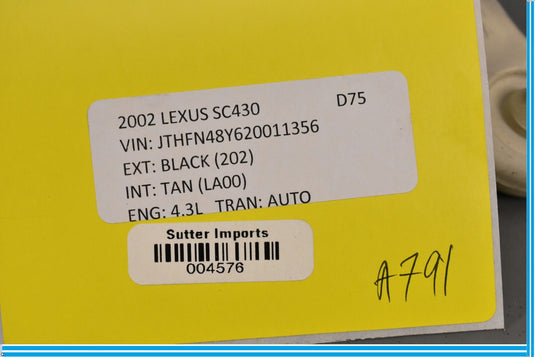 2002 LEXUS SC430 D75
VIN: JTHFN48Y620011356
EXT: BLACK (202)
INT: TAN (LA00)
ENG: 4.3L TRAN: AUTO
Sutter Imports
004576
A791